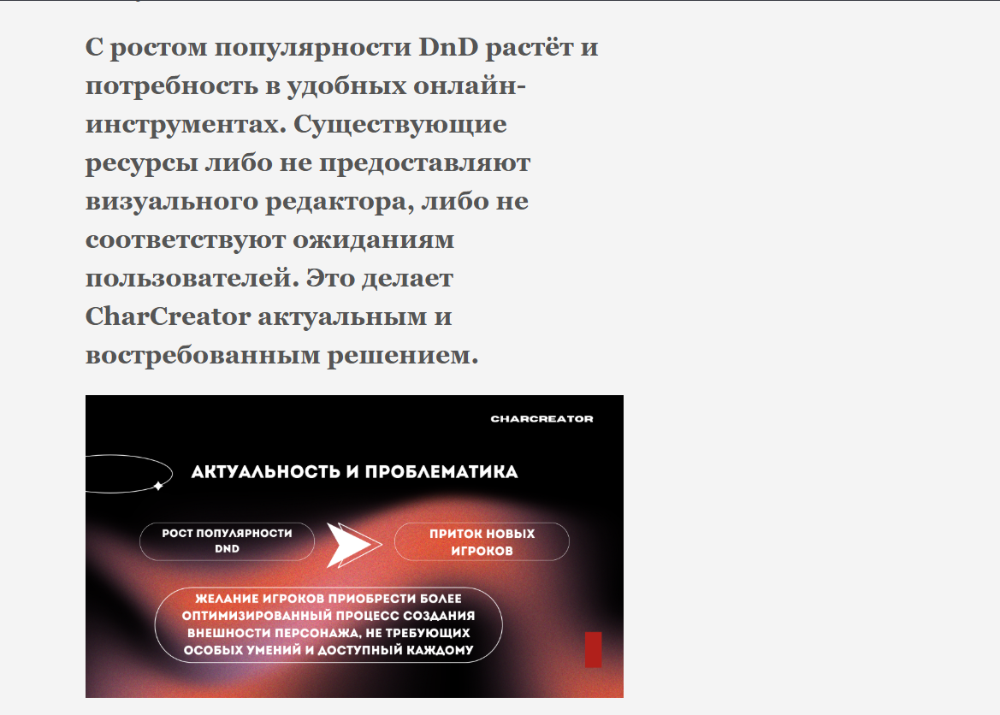 С ростом популярности DnD растёт и
потребность в удобных онлайн-
инструментах. Существующие
ресурсы либо не предоставляют
визуального редактора, либо не
соответствуют ожиданиям
пользователей. Это делает
CharCreator актуальным и
востребованным решением.
CHARCREATOR
АКТУАЛЬНОСТЬ И ПРОБЛЕМАТИКА
РОСТ ПОПУЛЯРНОСТИ
DND
ПРИТОК НОВЫХ
ИГРОКОВ
ЖЕЛАНИЕ ИГРОКОВ ПРИОБРЕСТИ БОЛЕЕ
ОПТИМИЗИРОВАННЫЙ ПРОЦЕСС СОЗДАНИЯ
ВНЕШНОСТИ ПЕРСОНАЖА, НЕ ТРЕБУЮЩИХ
ОСОБЫХ УМЕНИЙ И ДОСТУПНЫЙ КАЖДОМУ